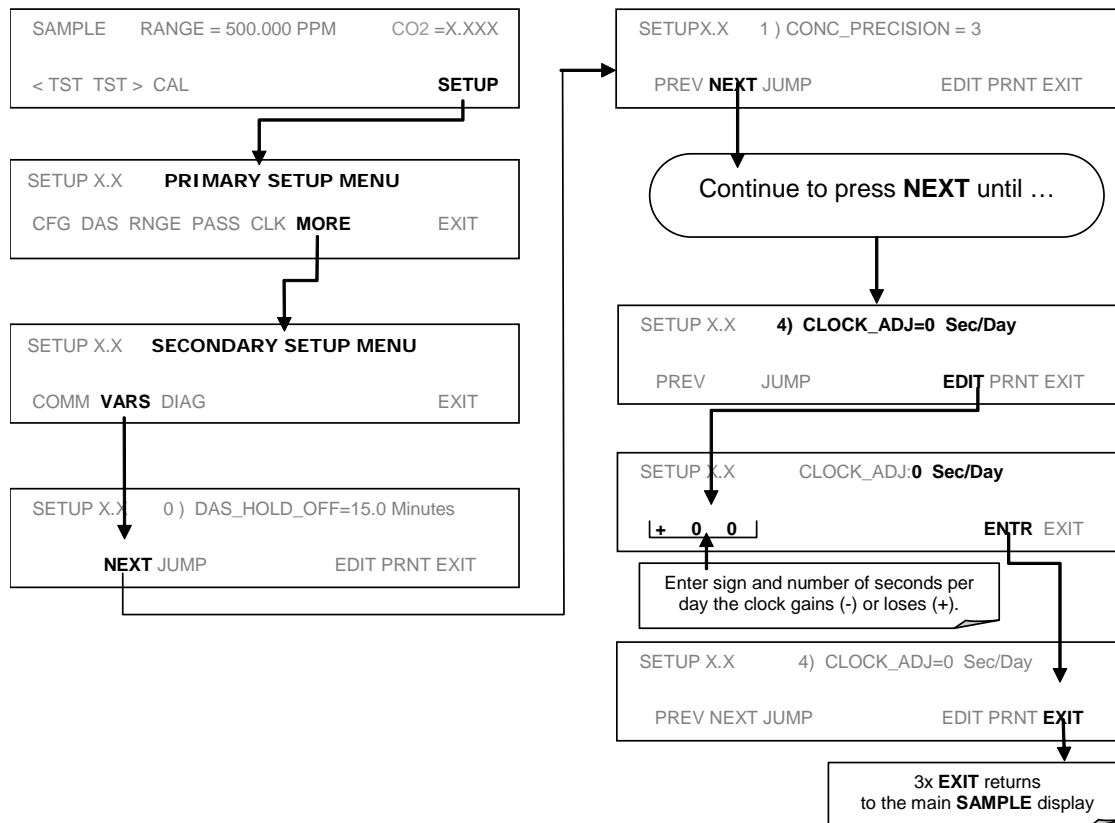 SAMPLE RANGE = 500.000 PPM CO2 =X.XXX
< TST TST > CAL SETUP
SETUP X.X PRIMARY SETUP MENU
CFG DAS RNGE PASS CLK MORE EXIT
SETUP X.X SECONDARY SETUP MENU
COMM VARS DIAG EXIT
SETUP X.X 0 ) DAS_HOLD_OFF=15.0 Minutes
NEXT JUMP EDIT PRNT EXIT
SETUPX.X 1 ) CONC_PRECISION = 3
PREV NEXT JUMP EDIT PRNT EXIT
Continue to press NEXT until …
SETUP X.X 4) CLOCK_ADJ=0 Sec/Day
PREV JUMP EDIT PRNT EXIT
SETUP X.X CLOCK_ADJ:0 Sec/Day
+ 0 0 ENTR EXIT
Enter sign and number of seconds per
day the clock gains (-) or loses (+).
SETUP X.X 4) CLOCK_ADJ=0 Sec/Day
PREV NEXT JUMP EDIT PRNT EXIT
3x EXIT returns
to the main SAMPLE display